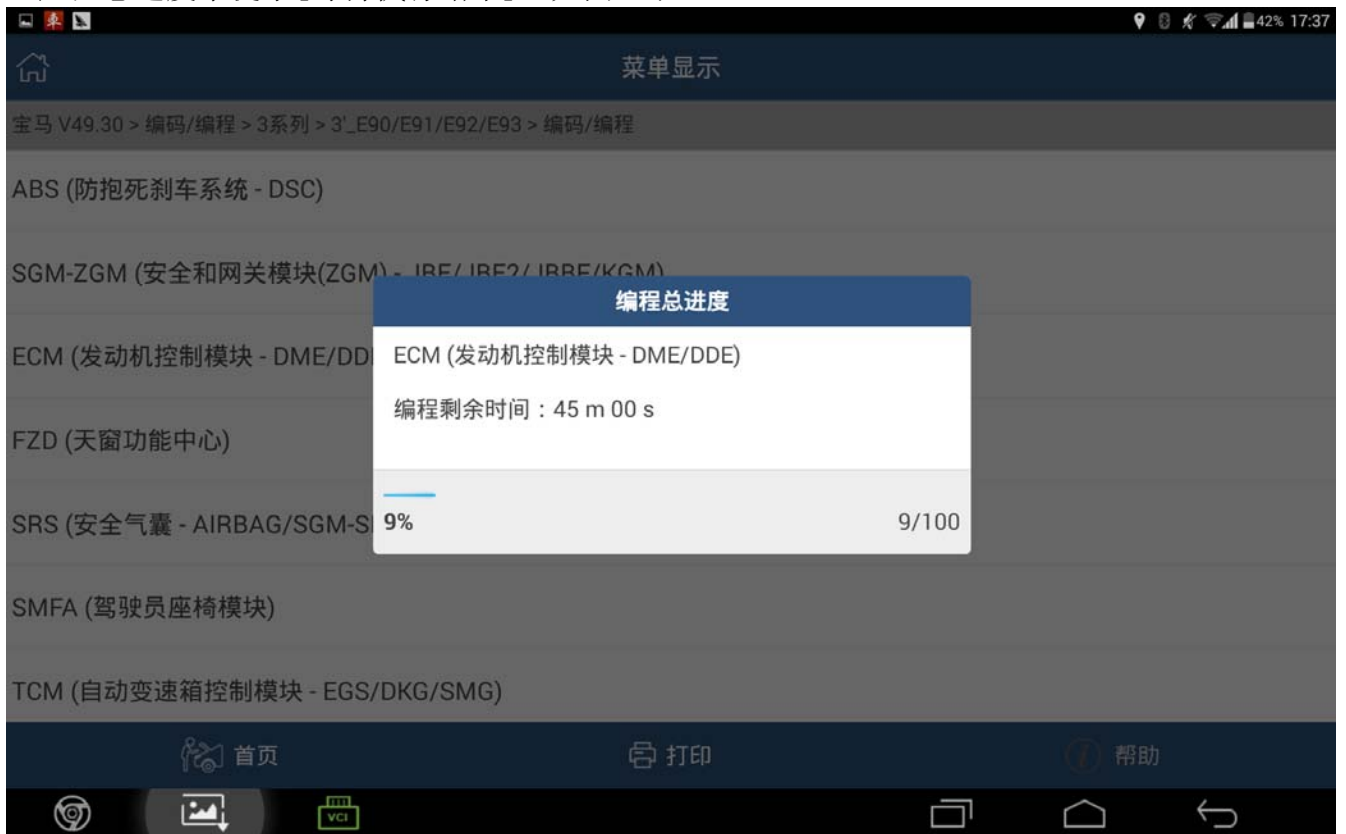 42% 17:37
菜单显示
宝马 V49.30 > 编码/编程 > 3系列 > 3'_E90/E91/E92/E93 > 编码/编程
ABS (防抱死刹车系统 - DSC)
SGM-ZGM (安全和网关模块(ZGM) - JBE/JBE2/JBBF/KGM)
编程总进度
ECM (发动机控制模块 - DME/DD
ECM (发动机控制模块 - DME/DDE)
编程剩余时间：45 m 00 s
FZD (天窗功能中心)
SRS (安全气囊 - AIRBAG/SGM-S
9% 9/100
SMFA (驾驶员座椅模块)
TCM (自动变速箱控制模块 - EGS/DKG/SMG)
首页 打印 帮助
VCI